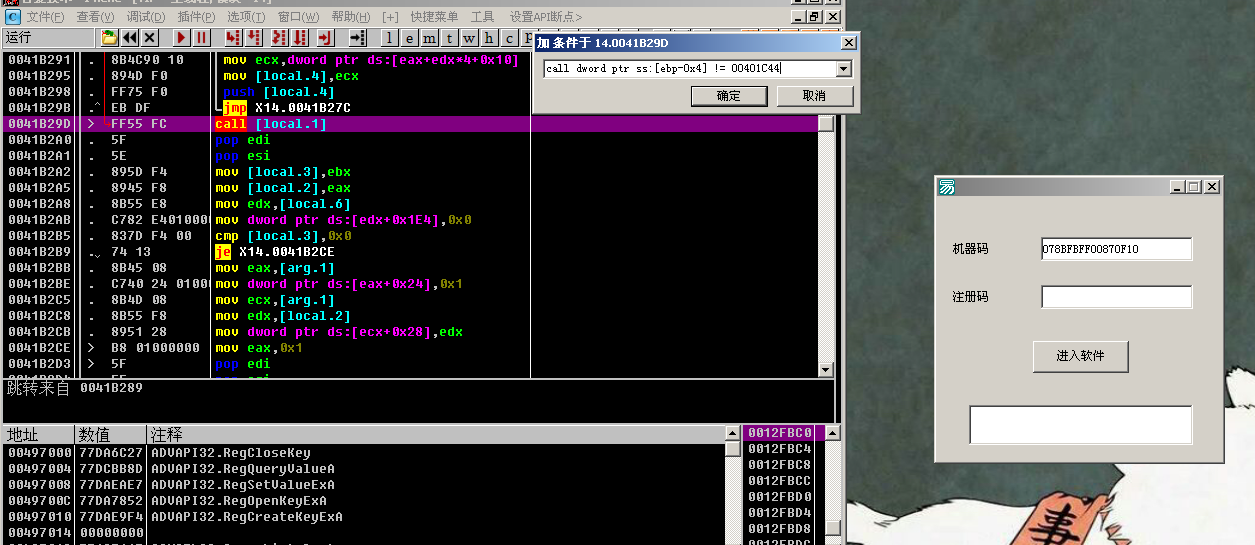 文件(F) 查看(V) 调试(D) 插件(P) 选项(T) 窗口(W) 帮助(H) [+] 快捷菜单 工具 设置API断点>
运行 l e m t w h c
0041B291 . 8B4C90 10 mov ecx,dword ptr ds:[eax+edx*4+0x10]
0041B295 . 894D F0 mov [local.4],ecx
0041B298 . FF75 F0 push [local.4]
0041B29B .^ EB DF jmp X14.0041B27C
0041B29D > FF55 FC call [local.1]
0041B2A0 . 5F pop edi
0041B2A1 . 5E pop esi
0041B2A2 . 895D F4 mov [local.3],ebx
0041B2A5 . 8945 F8 mov [local.2],eax
0041B2A8 . 8B55 E8 mov edx,[local.6]
0041B2AB . C782 E4010000 mov dword ptr ds:[edx+0x1E4],0x0
0041B2B5 . 837D F4 00 cmp [local.3],0x0
0041B2B9 .ˇ 74 13 je X14.0041B2CE
0041B2BB . 8B45 08 mov eax,[arg.1]
0041B2BE . C740 24 01000 mov dword ptr ds:[eax+0x24],0x1
0041B2C5 . 8B4D 08 mov ecx,[arg.1]
0041B2C8 . 8B55 F8 mov edx,[local.2]
0041B2CB . 8951 28 mov dword ptr ds:[ecx+0x28],edx
0041B2CE > B8 01000000 mov eax,0x1
0041B2D3 > 5F pop edi
跳转来自 0041B289
地址 数值 注释
00497000 77DA6C27 ADVAPI32.RegCloseKey
00497004 77DCBB8D ADVAPI32.RegQueryValueA
00497008 77DAEAE7 ADVAPI32.RegSetValueExA
0049700C 77DA7852 ADVAPI32.RegOpenKeyExA
00497010 77DAE9F4 ADVAPI32.RegCreateKeyExA
00497014 00000000
0012FBC0
0012FBC4
0012FBC8
0012FBCC
0012FBD0
0012FBD4
0012FBD8
加 条件于 14.0041B29D
call dword ptr ss:[ebp-0x4] != 00401C44
确定 取消
易
机器码 078BFBFF00870F10
注册码
进入软件
事